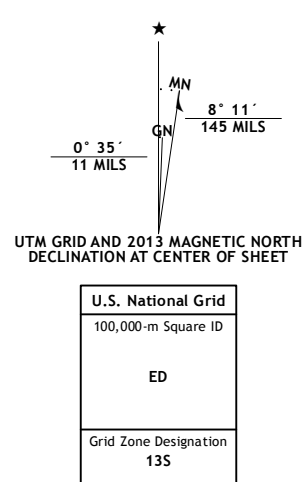 ★
MN
GN
8° 11´
145 MILS
0° 35´
11 MILS
UTM GRID AND 2013 MAGNETIC NORTH
DECLINATION AT CENTER OF SHEET
U.S. National Grid
100,000-m Square ID
ED
Grid Zone Designation
13S